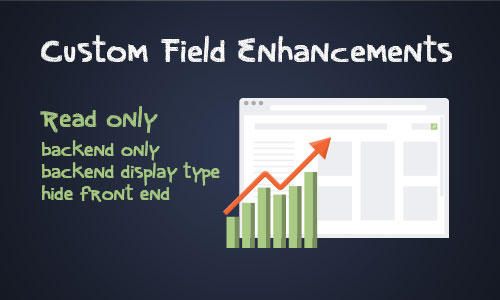 Custom Field Enhancements
Read only
backend only
backend display type
hide front end